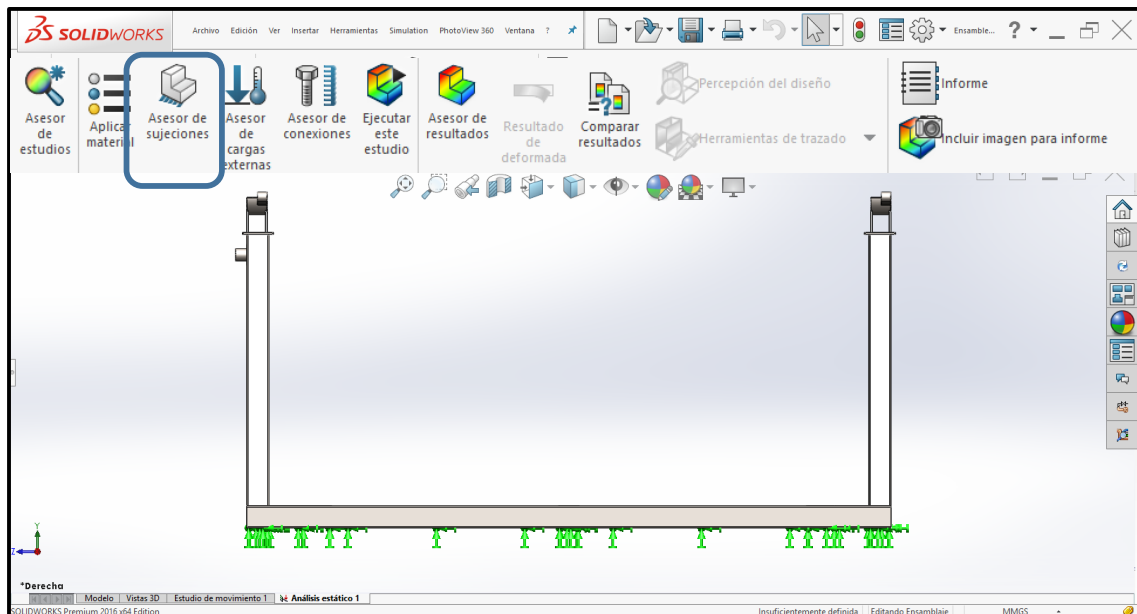 SOLIDWORKS
Archivo Edición Ver Insertar Herramientas Simulation PhotoView 360 Ventana ?
Ensamble... ?
Asesor de estudios
Aplicar material
Asesor de sujeciones
Asesor de cargas externas
Asesor de conexiones
Ejecutar este estudio
Asesor de resultados
Resultado de deformada
Comparar resultados
Percepción del diseño
Herramientas de trazado
Informe
Incluir imagen para informe
Y
Z
*Derecha
Modelo Vistas 3D Estudio de movimiento 1 Análisis estático 1
SOLIDWORKS Premium 2016 x64 Edition
Insuficientemente definida Editando Ensamblaje MMGS